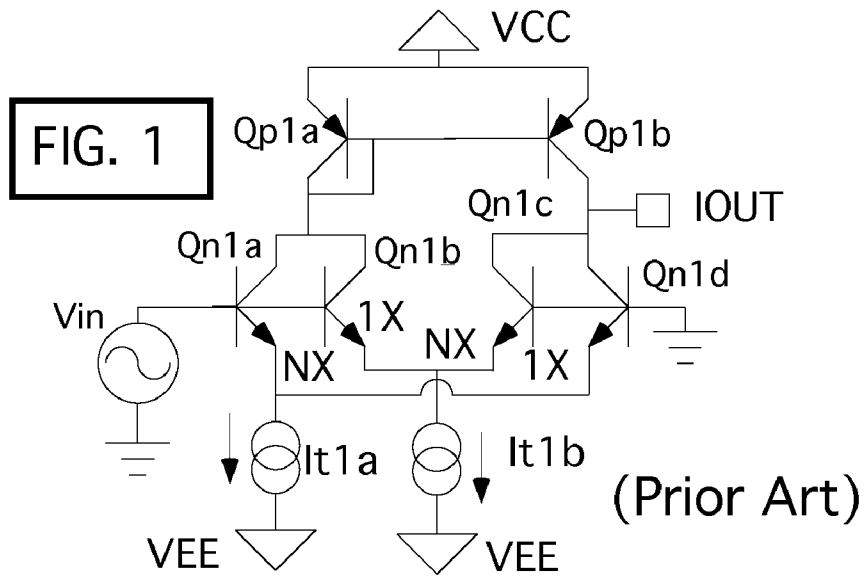 VCC
FIG. 1
Qp1a
Qp1b
Qn1c
IOUT
Qn1a
Qn1b
Qn1d
Vin
1X
NX
NX
1X
It1a
It1b
(Prior Art)
VEE
VEE